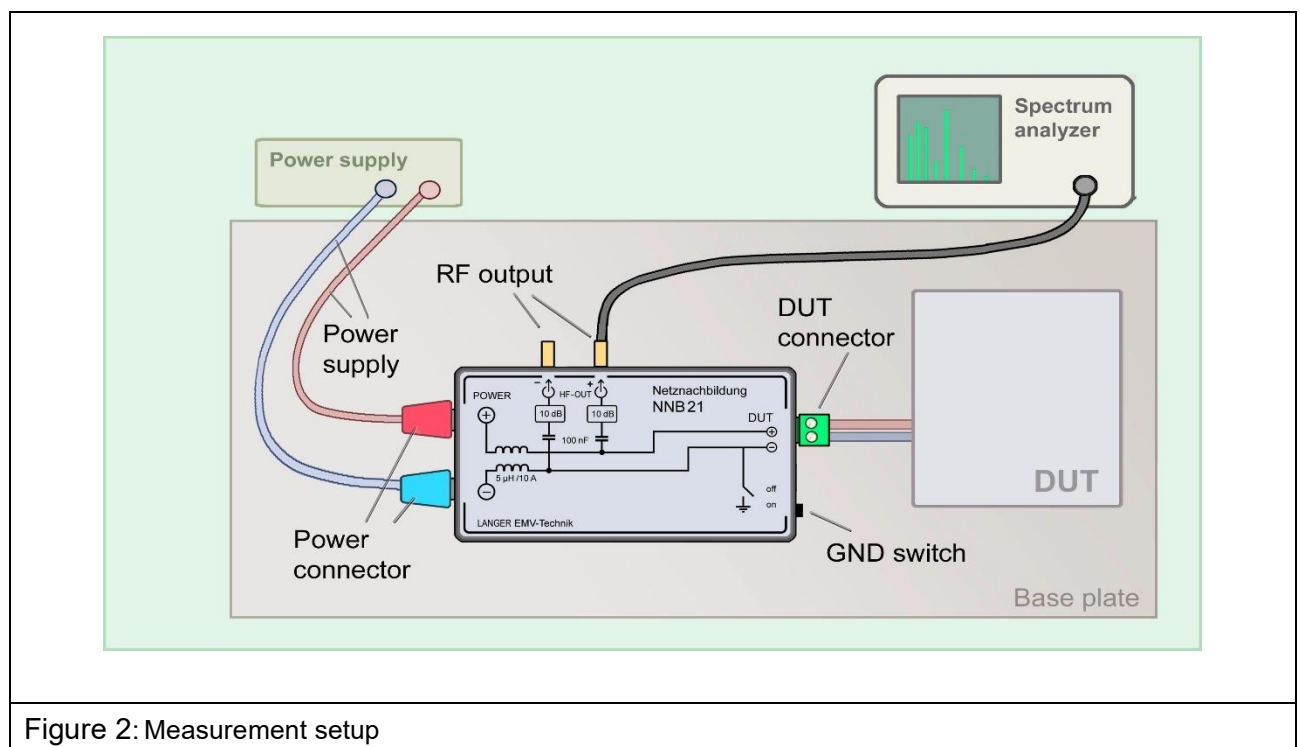 Power supply
Spectrum
analyzer
RF output
DUT
connector
Power
supply
POWER
- HF-OUT +
Netznachbildung
NNB 21
10 dB
10 dB
DUT
100 nF
+
+
-
5 µH /10 A
-
off
on
LANGER EMV-Technik
DUT
Power
connector
GND switch
Base plate
Figure 2: Measurement setup